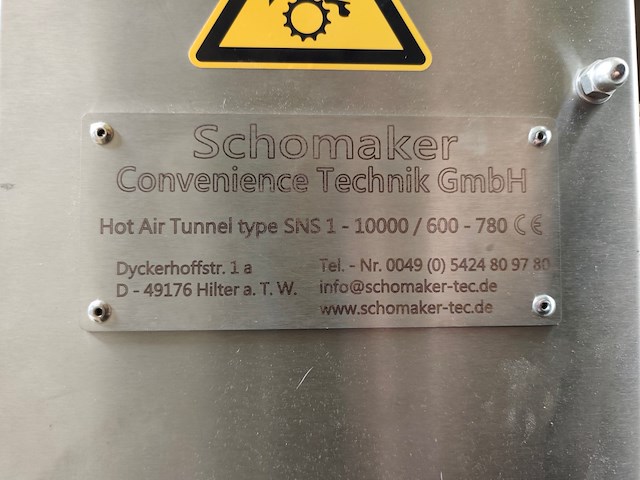 Schomaker
Convenience Technik GmbH
Hot Air Tunnel type SNS 1 - 10000 / 600 - 780 CE
Dyckerhoffstr. 1 a
D - 49176 Hilter a. T. W.
Tel. - Nr. 0049 (0) 5424 80 97 80
info@schomaker-tec.de
www.schomaker-tec.de